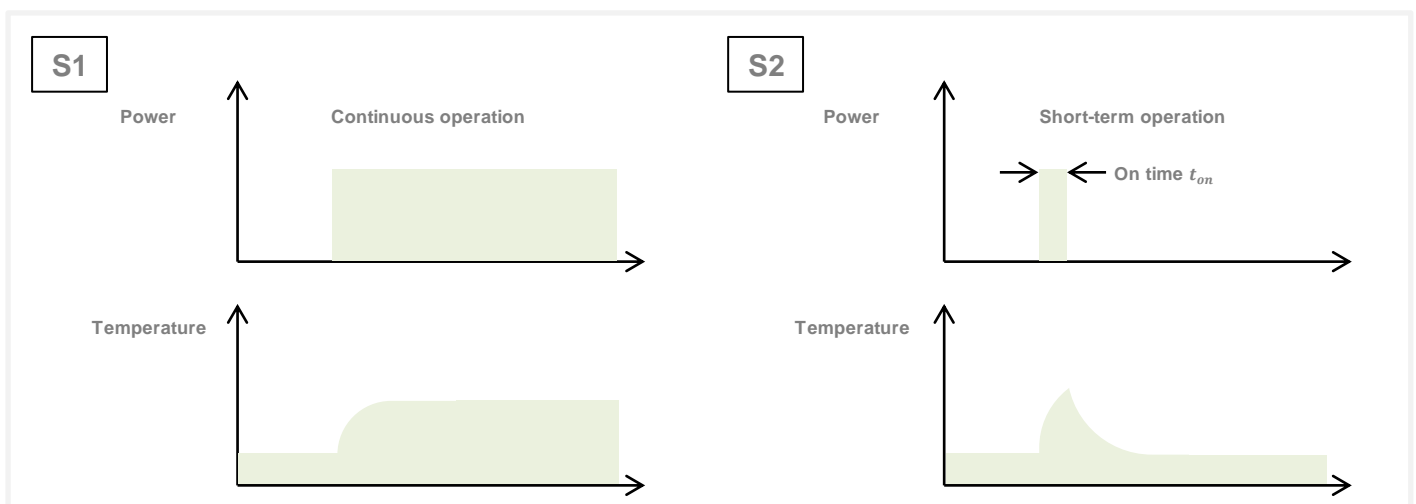 S1
Power
Continuous operation
Temperature
S2
Power
Short-term operation
On time t_on
Temperature